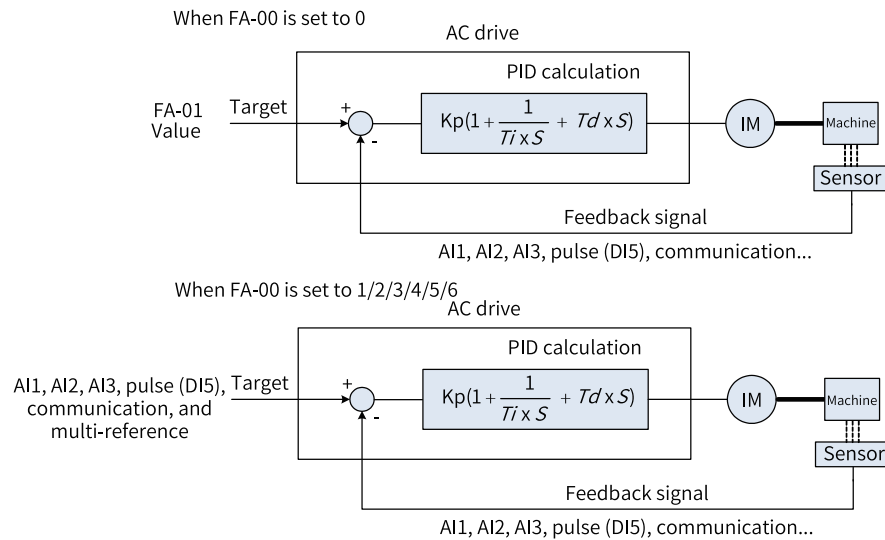 When FA-00 is set to 0
AC drive
PID calculation
FA-01
Value
Target
+
-
Kp(1 + 1/(Ti x S) + Td x S)
IM
Machine
Sensor
Feedback signal
AI1, AI2, AI3, pulse (DI5), communication...
When FA-00 is set to 1/2/3/4/5/6
AC drive
PID calculation
AI1, AI2, AI3, pulse (DI5),
communication, and
multi-reference
Target
+
-
Kp(1 + 1/(Ti x S) + Td x S)
IM
Machine
Sensor
Feedback signal
AI1, AI2, AI3, pulse (DI5), communication...